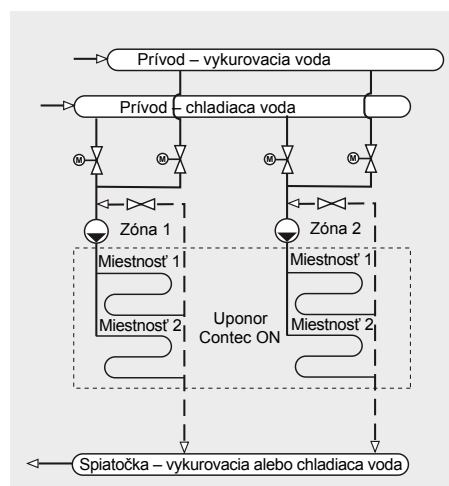 Prívod – vykurovacia voda
Prívod – chladiaca voda
M M M M
Zóna 1 Zóna 2
Miestnosť 1 Miestnosť 1
Miestnosť 2 Uponor Miestnosť 2
Contec ON
Spiatočka – vykurovacia alebo chladiaca voda